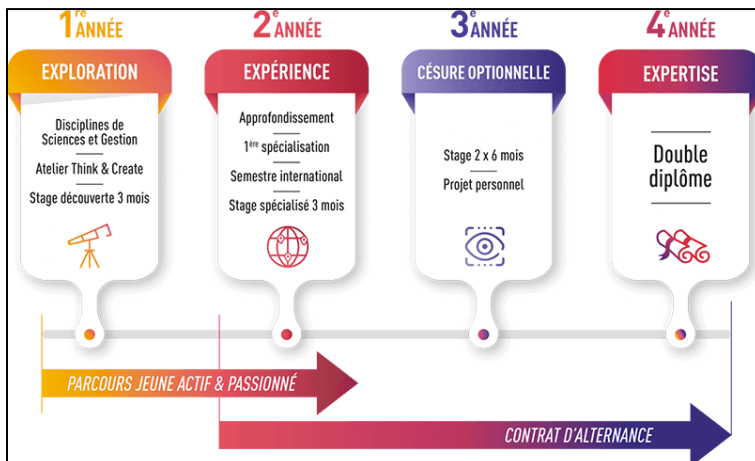 1re ANNÉE
EXPLORATION
Disciplines de
Sciences et Gestion
Atelier Think & Create
Stage découverte 3 mois
2e ANNÉE
EXPÉRIENCE
Approfondissement
1ère spécialisation
Semestre international
Stage spécialisé 3 mois
3e ANNÉE
CÉSURE OPTIONNELLE
Stage 2 x 6 mois
Projet personnel
4e ANNÉE
EXPERTISE
Double
diplôme
PARCOURS JEUNE ACTIF & PASSIONNÉ
CONTRAT D'ALTERNANCE